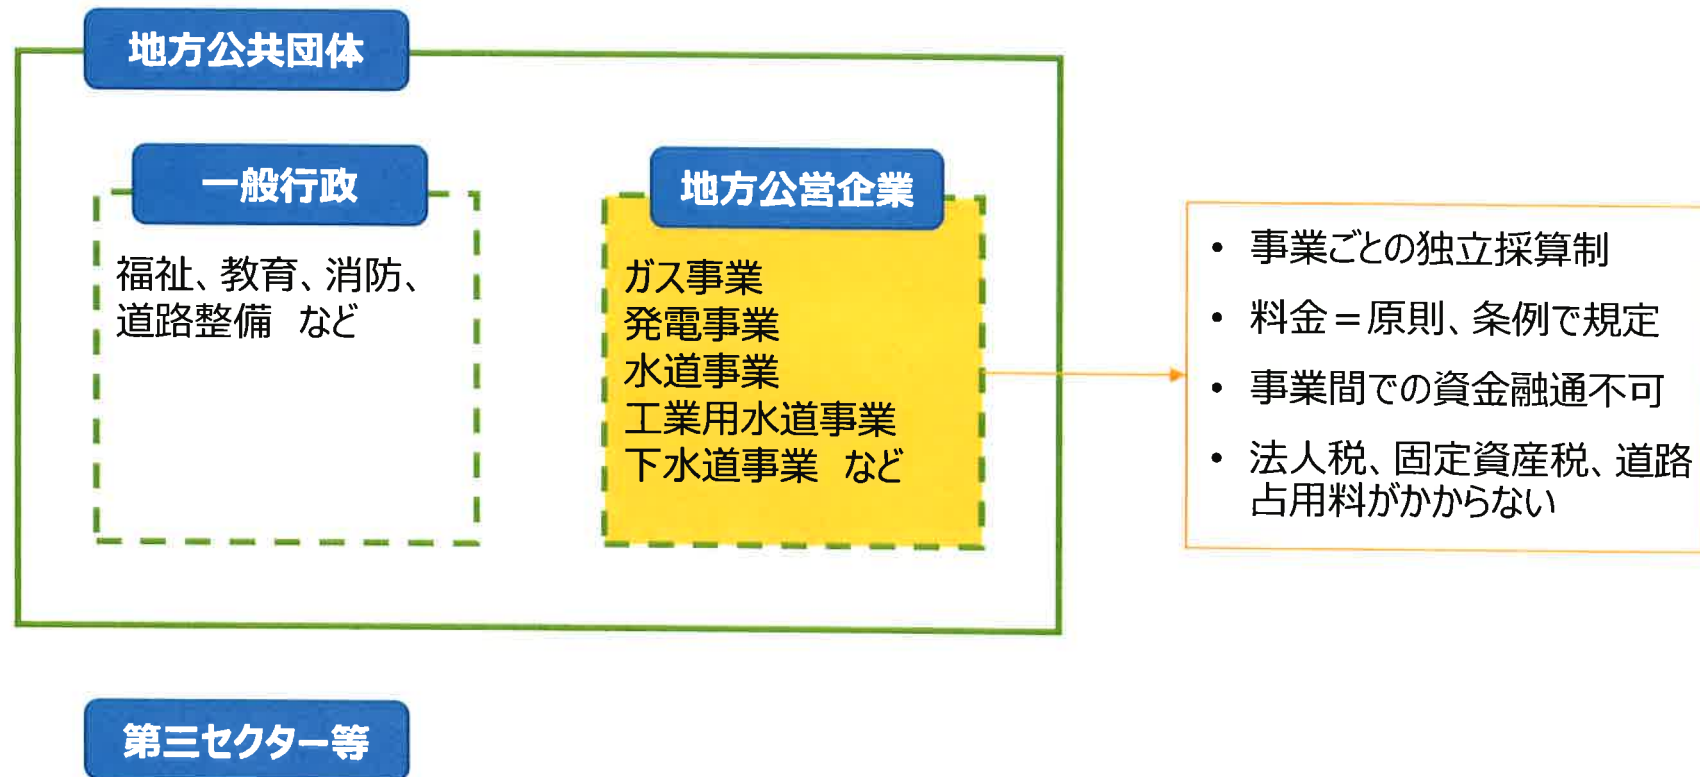 地方公共団体
一般行政
福祉、教育、消防、
道路整備　など
地方公営企業
ガス事業
発電事業
水道事業
工業用水道事業
下水道事業　など
• 事業ごとの独立採算制
• 料金＝原則、条例で規定
• 事業間での資金融通不可
• 法人税、固定資産税、道路
占用料がかからない
第三セクター等